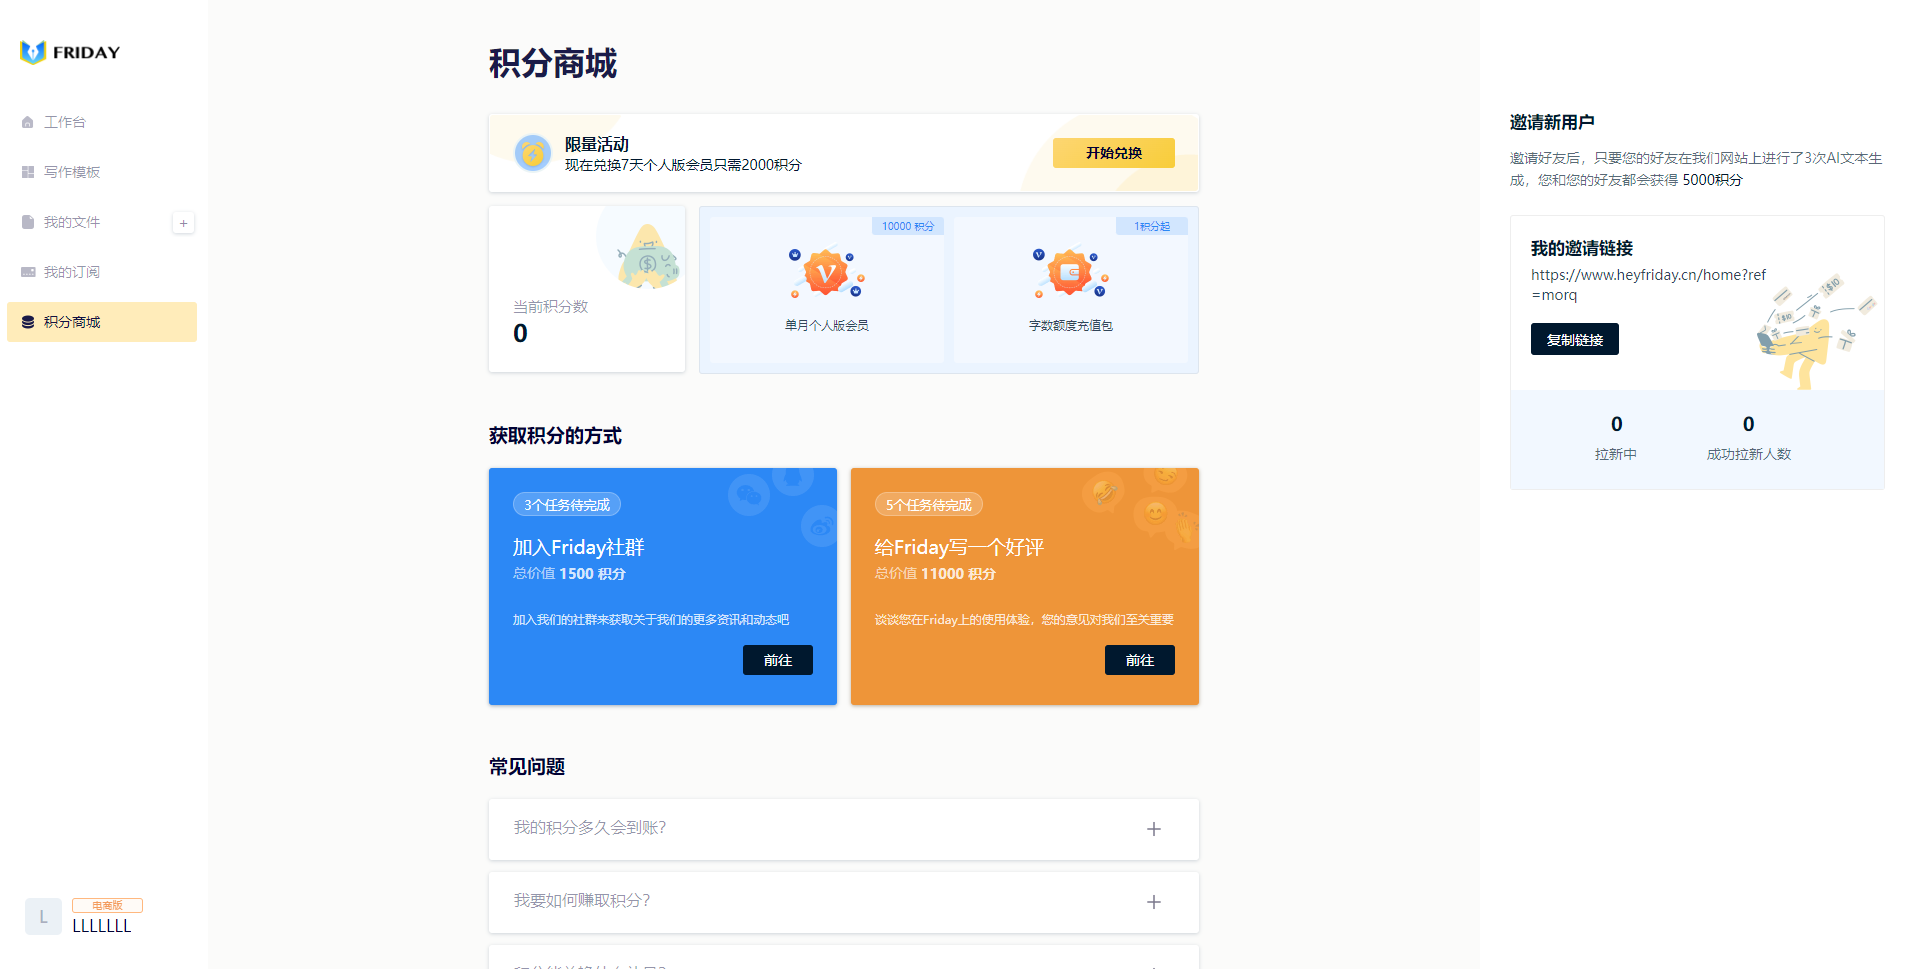 FRIDAY
工作台
写作模板
我的文件
我的订阅
积分商城
电商版
L
LLLLLLL
积分商城
限量活动
现在兑换7天个人版会员只需2000积分
开始兑换
当前积分数
0
10000 积分
单月个人版会员
1积分起
字数额度充值包
获取积分的方式
3个任务待完成
加入Friday社群
总价值 1500 积分
加入我们的社群来获取关于我们的更多资讯和动态吧
前往
5个任务待完成
给Friday写一个好评
总价值 11000 积分
谈谈您在Friday上的使用体验，您的意见对我们至关重要
前往
常见问题
我的积分多久会到账?
我要如何赚取积分?
邀请新用户
邀请好友后，只要您的好友在我们网站上进行了3次AI文本生
成，您和您的好友都会获得 5000积分
我的邀请链接
https://www.heyfriday.cn/home?ref
=morq
复制链接
$10
$10
0
拉新中
0
成功拉新人数